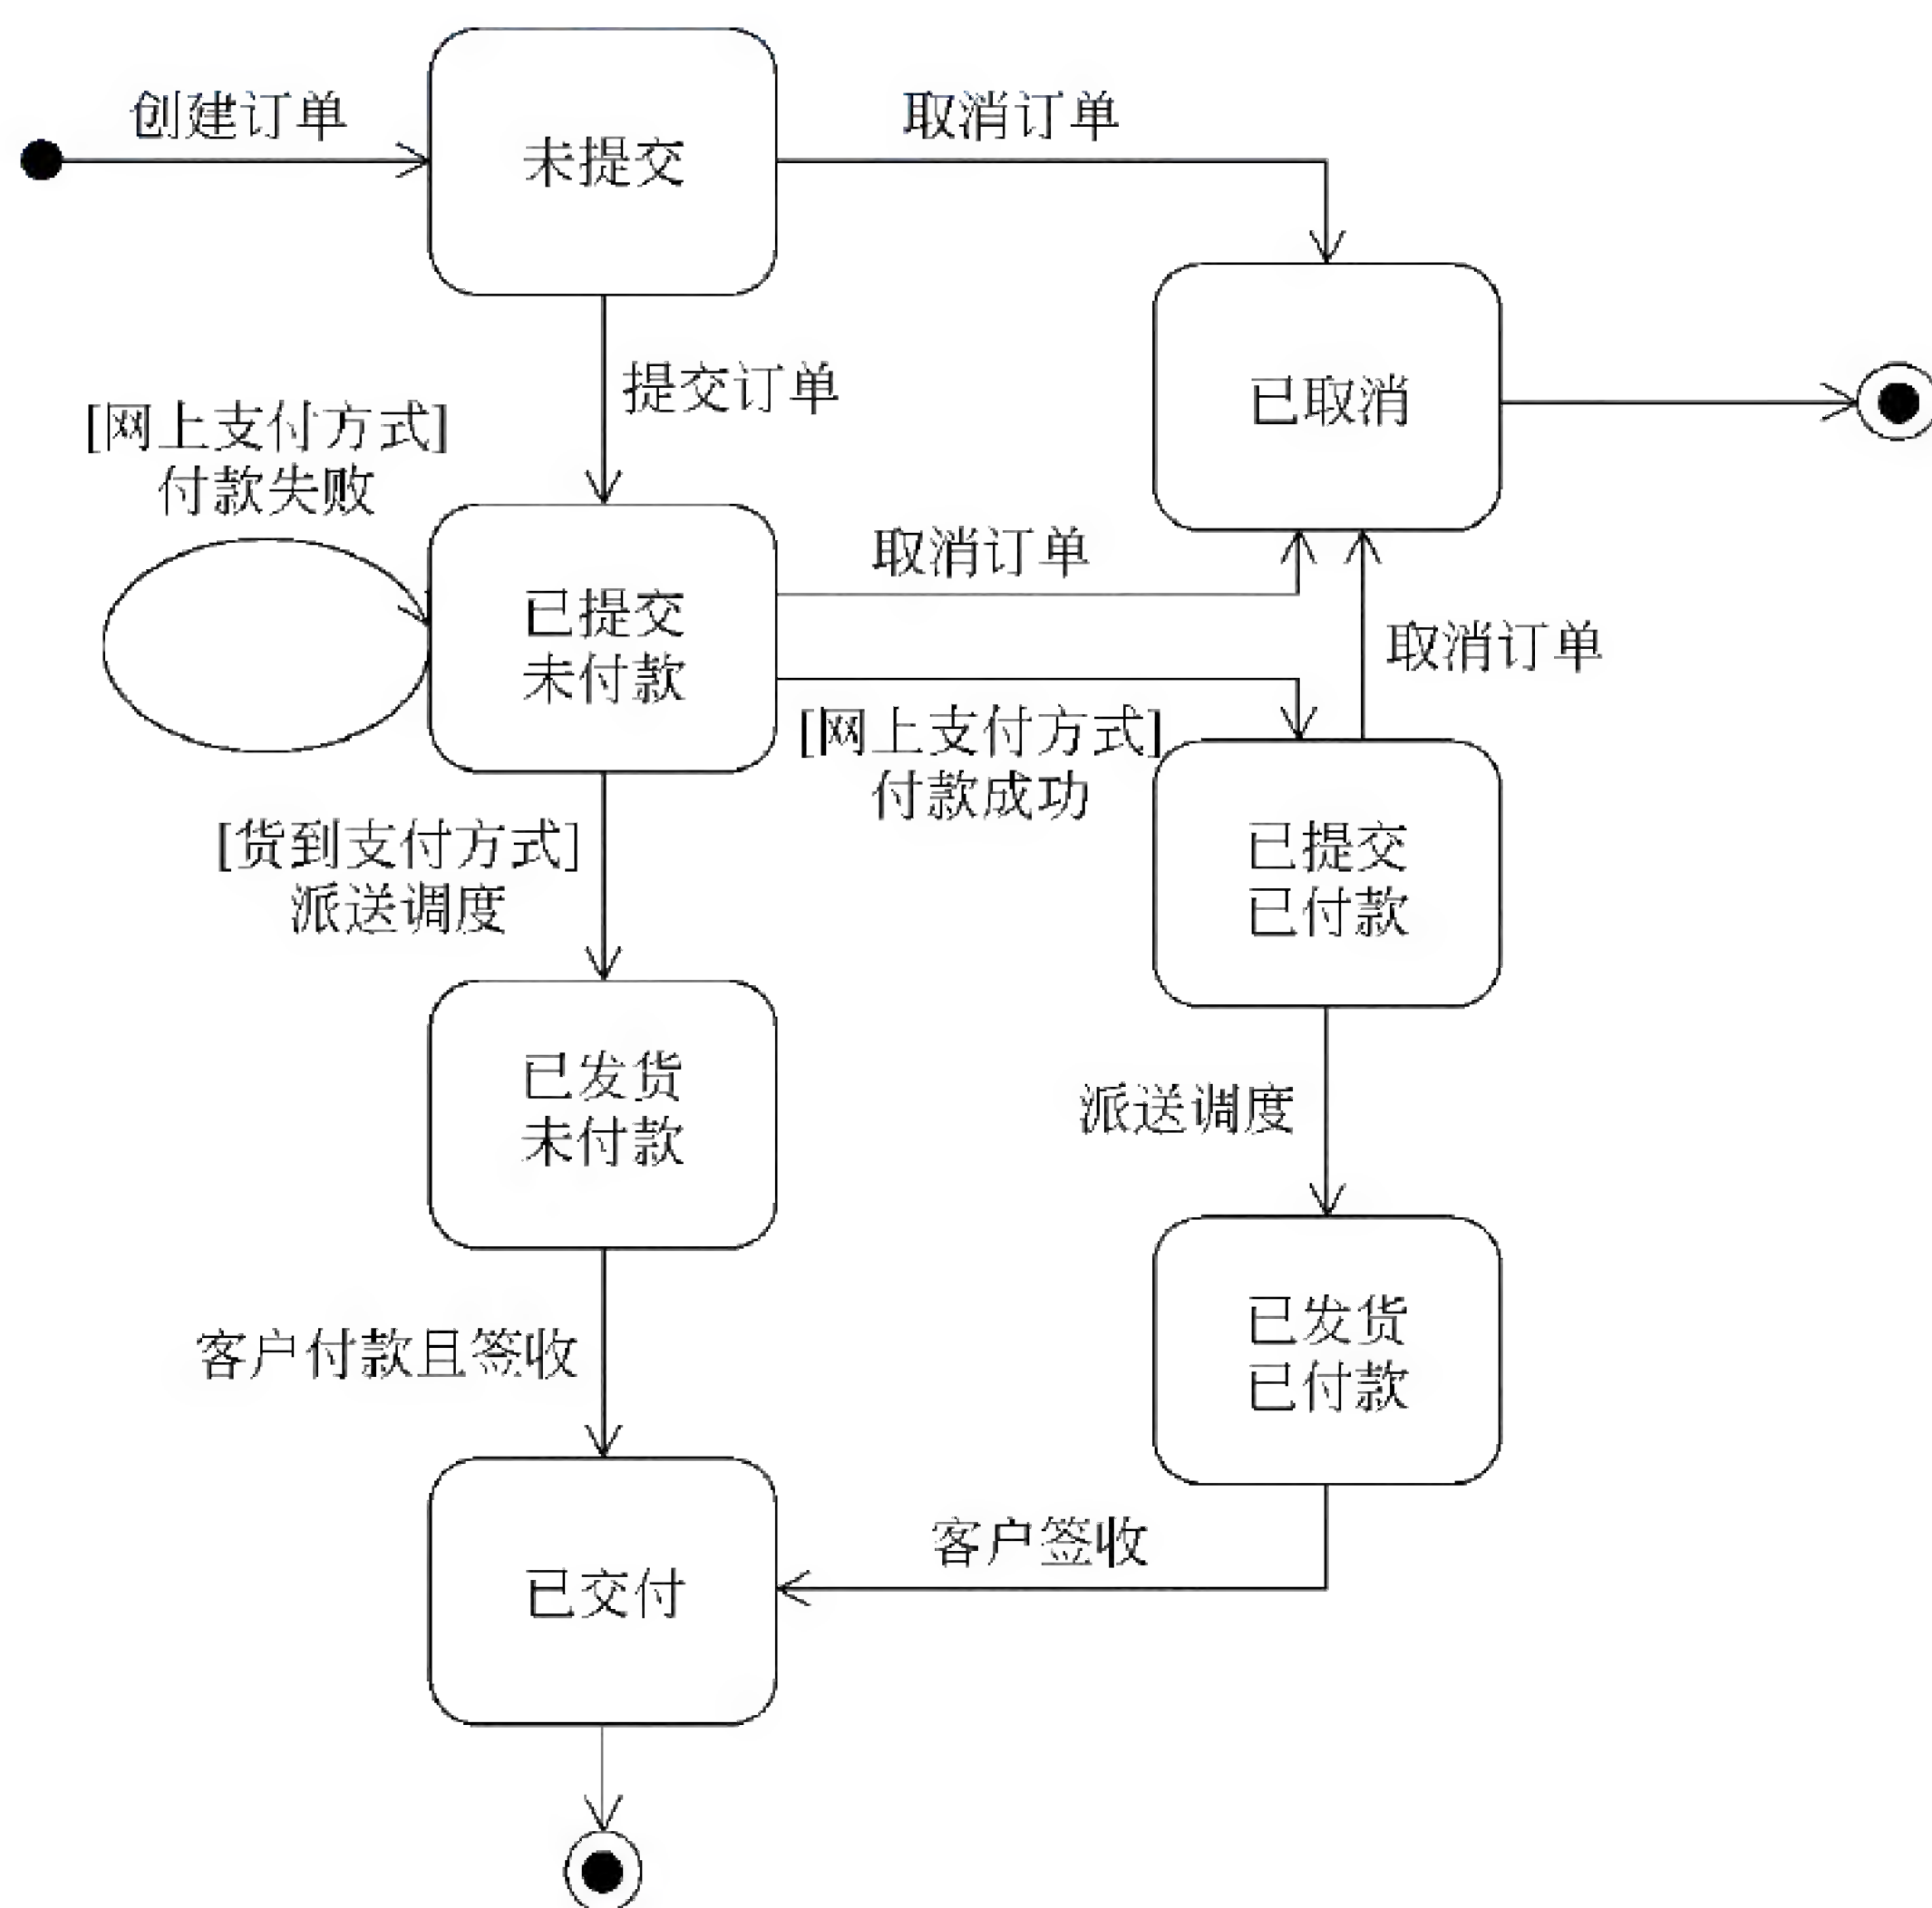 创建订单
未提交
取消订单
提交订单
已取消
[网上支付方式]
付款失败
已提交
未付款
取消订单
取消订单
[网上支付方式]
付款成功
[货到支付方式]
派送调度
已提交
已付款
已发货
未付款
派送调度
客户付款且签收
已发货
已付款
客户签收
已交付